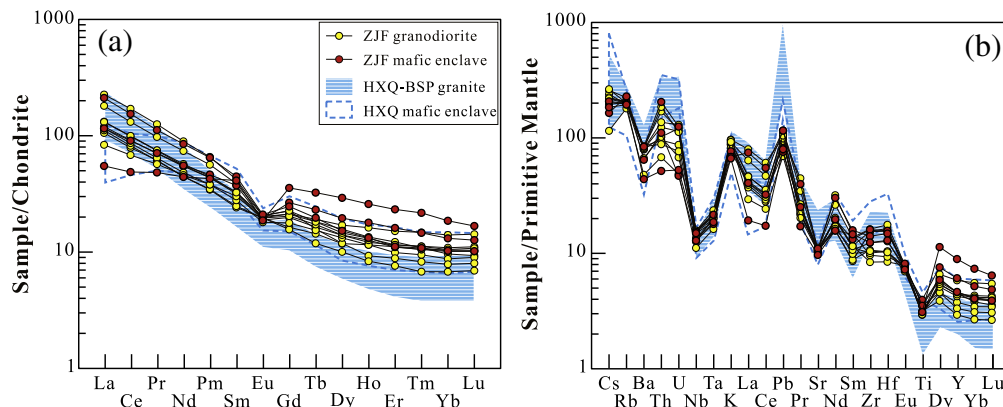 (a)
Sample/Chondrite
1000
100
10
1
ZJF granodiorite
ZJF mafic enclave
HXQ-BSP granite
HXQ mafic enclave
La Pr Pm Eu Tb Ho Tm Lu
Ce Nd Sm Gd Dy Er Yb
(b)
Sample/Primitive Mantle
1000
100
10
1
Cs Ba U Ta La Pb Sr Sm Hf Ti Y Lu
Rb Th Nb K Ce Pr Nd Zr Eu Dy Yb